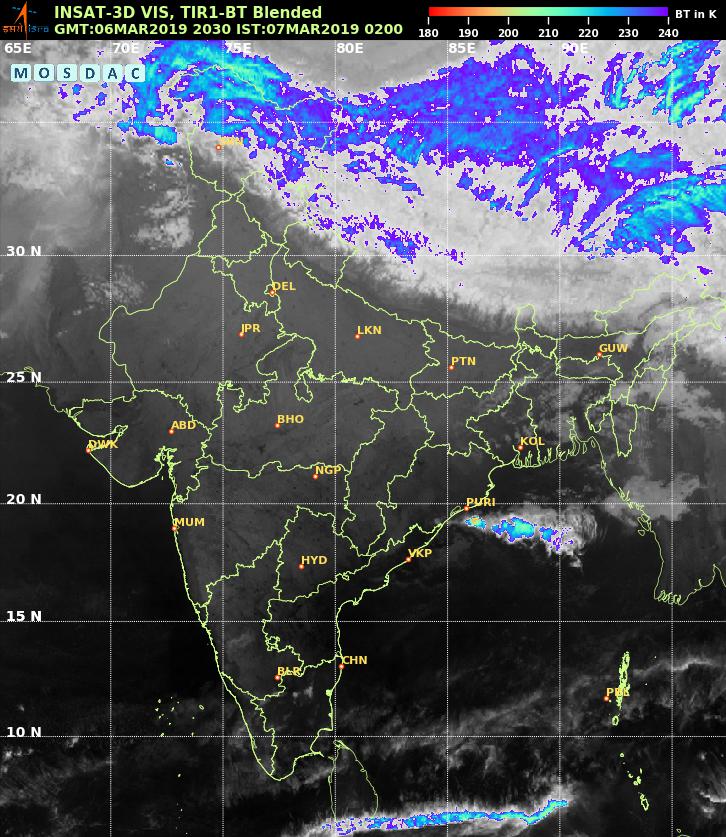 INSAT-3D VIS, TIR1-BT Blended
GMT:06MAR2019 2030 IST:07MAR2019 0200
BT in K
180 190 200 210 220 230 240
65E 70E 75E 80E 85E 90E
MOSDAC
30 N
DEL
JPR
LKN
GUW
PTN
25 N
ABD
BHO
DWK
KOL
NGP
20 N
PURI
MUM
VKP
HYD
15 N
CHN
BLR
10 N